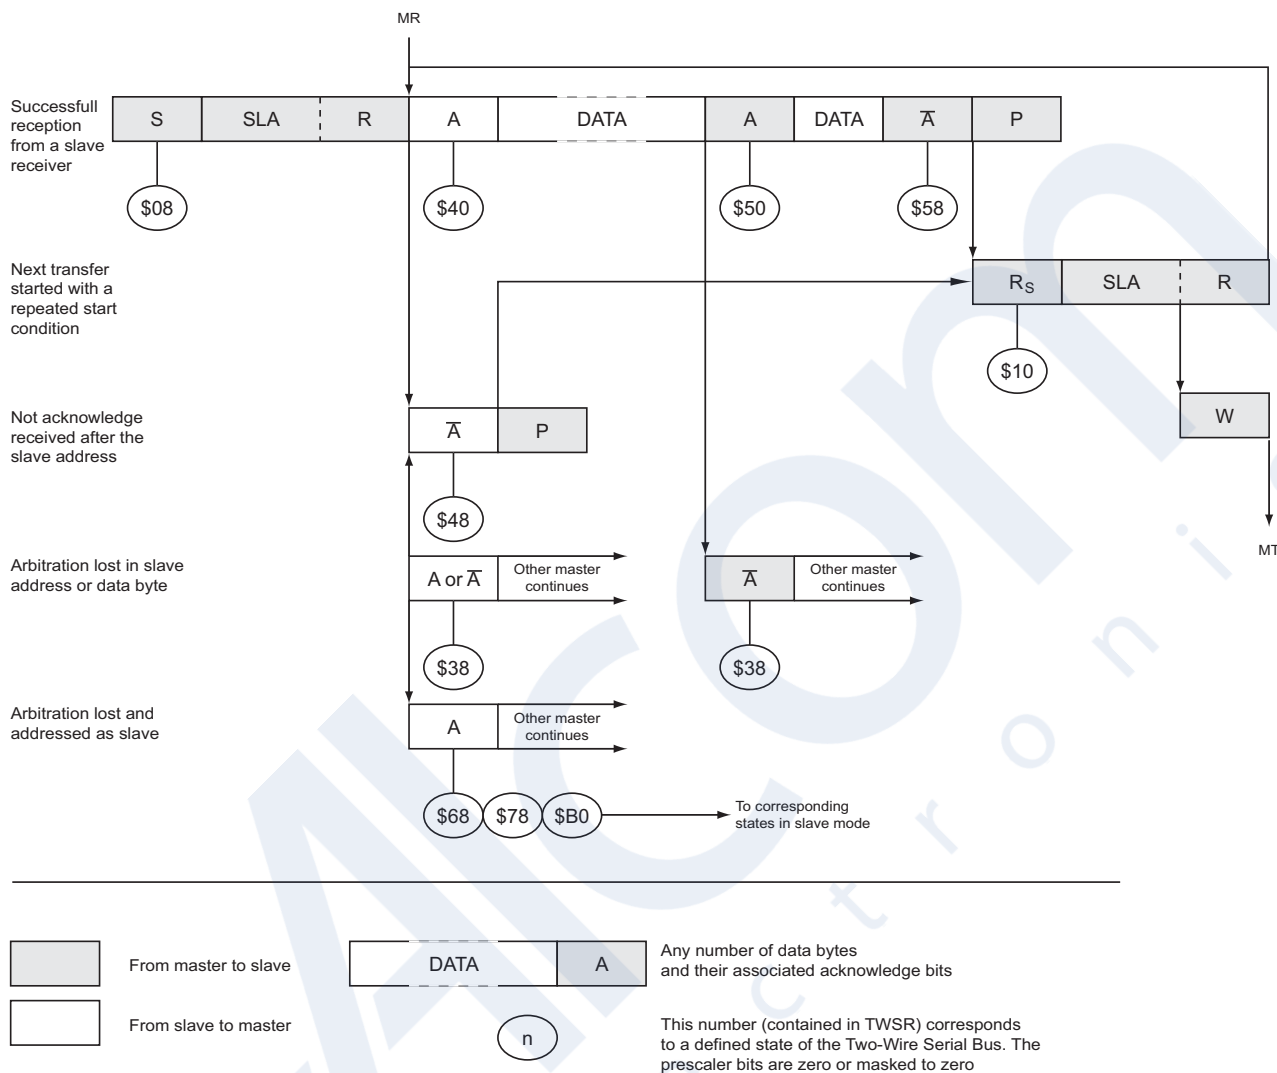 MR
Successfull
reception
from a slave
receiver
S SLA R A DATA A DATA A̅ P
$08 $40 $50 $58
Next transfer
started with a
repeated start
condition
RS SLA R
$10
Not acknowledge
received after the
slave address
A̅ P
W
$48
MT
Arbitration lost in slave
address or data byte
A or A̅ Other master
continues
A̅ Other master
continues
$38 $38
Arbitration lost and
addressed as slave
A Other master
continues
$68 $78 $B0
To corresponding
states in slave mode
From master to slave
DATA A
Any number of data bytes
and their associated acknowledge bits
From slave to master
n
This number (contained in TWSR) corresponds
to a defined state of the Two-Wire Serial Bus. The
prescaler bits are zero or masked to zero